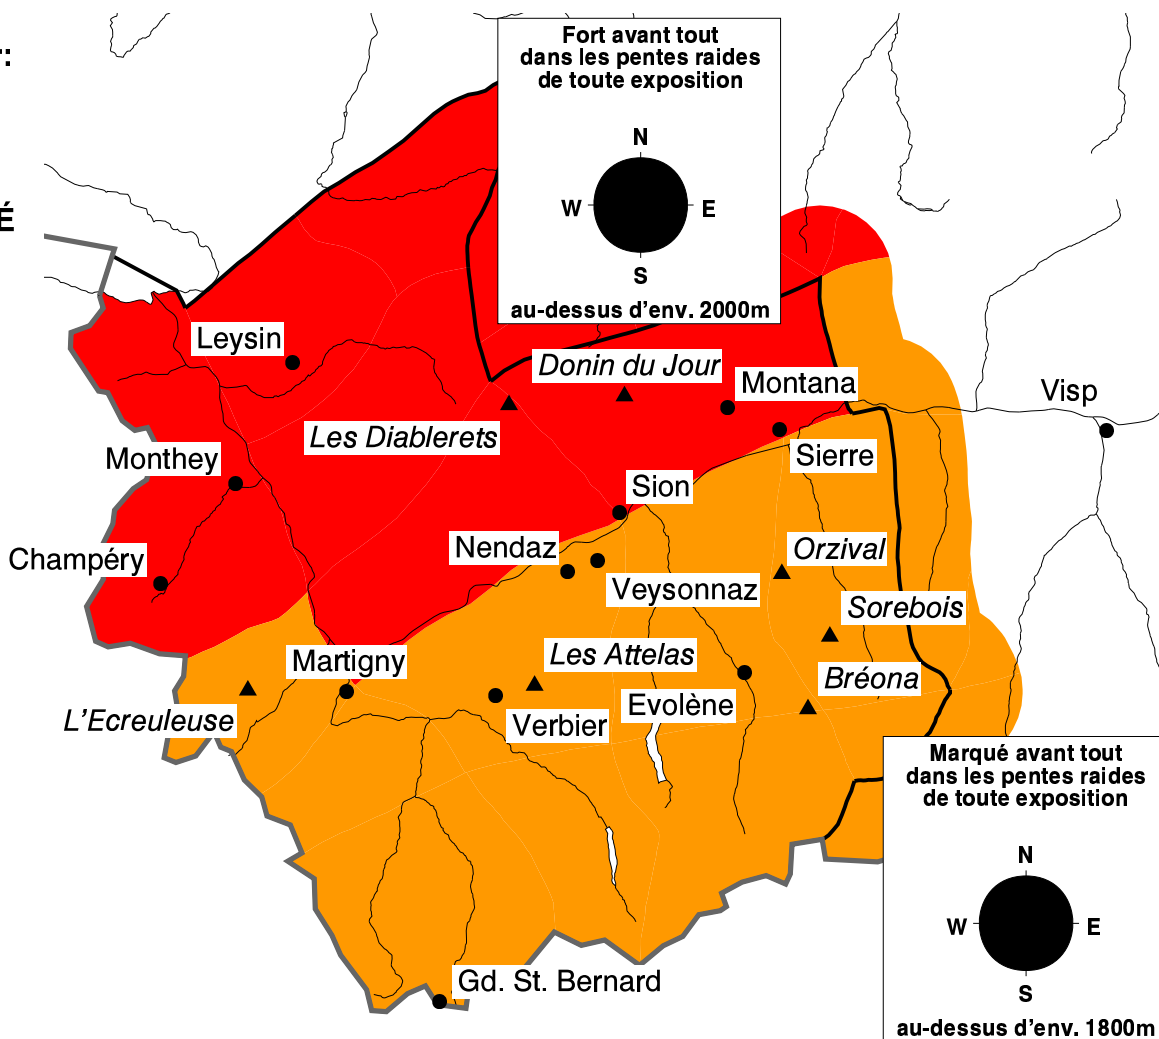 Fort avant tout
dans les pentes raides
de toute exposition
N
W
E
S
au-dessus d'env. 2000m
É
Leysin
Donin du Jour
Montana
Visp
Les Diablerets
Monthey
Sierre
Sion
Champéry
Nendaz
Orzival
Veysonnaz
Sorebois
Martigny
Les Attelas
Bréona
L'Ecreuleuse
Evolène
Verbier
Marqué avant tout
dans les pentes raides
de toute exposition
N
W
E
S
Gd. St. Bernard
au-dessus d'env. 1800m